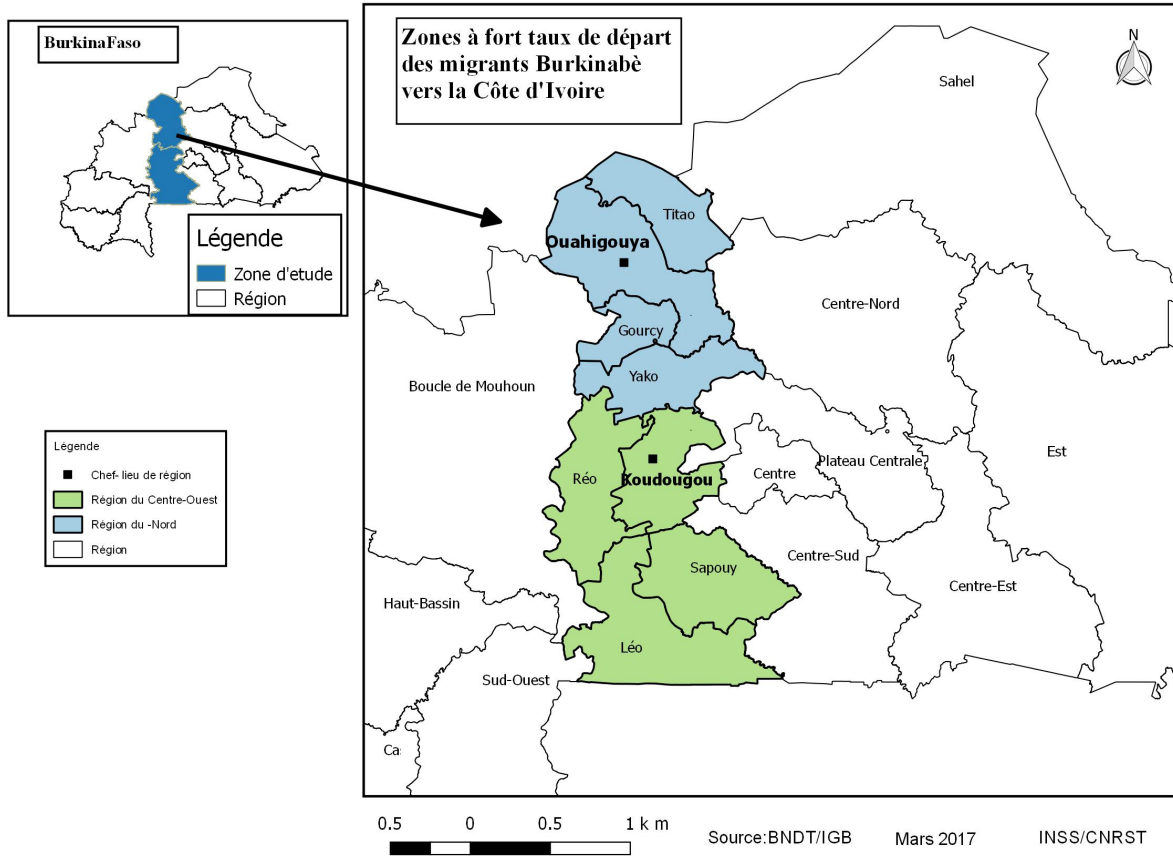 BurkinaFaso
Légende
Zone d'etude
Région
Légende
Chef- lieu de région
Région du Centre-Ouest
Région du -Nord
Région
Zones à fort taux de départ
des migrants Burkinabè
vers la Côte d'Ivoire
N
Sahel
Titao
Ouahigouya
Centre-Nord
Gourcy
Yako
Boucle de Mouhoun
Est
Réo
Koudougou
Centre
Plateau Centrale
Centre-Sud
Sapouy
Centre-Est
Haut-Bassin
Léo
Sud-Ouest
Ca
0.5 0 0.5 1 k m
Source:BNDT/IGB Mars 2017 INSS/CNRST